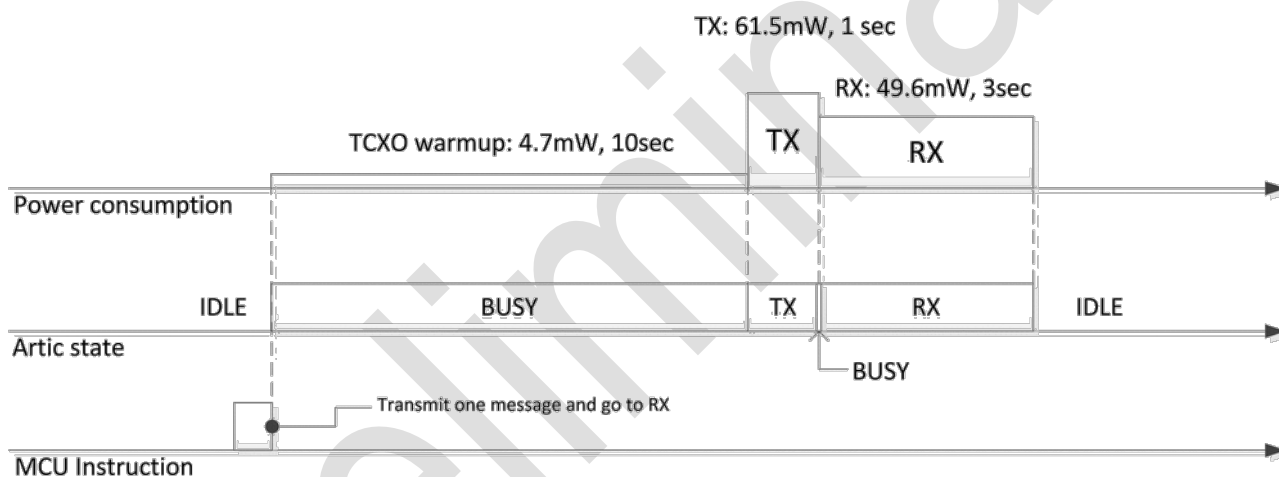 TX: 61.5mW, 1 sec
RX: 49.6mW, 3sec
TCXO warmup: 4.7mW, 10sec
TX
RX
Power consumption
IDLE
BUSY
TX
RX
IDLE
Artic state
BUSY
Transmit one message and go to RX
MCU Instruction